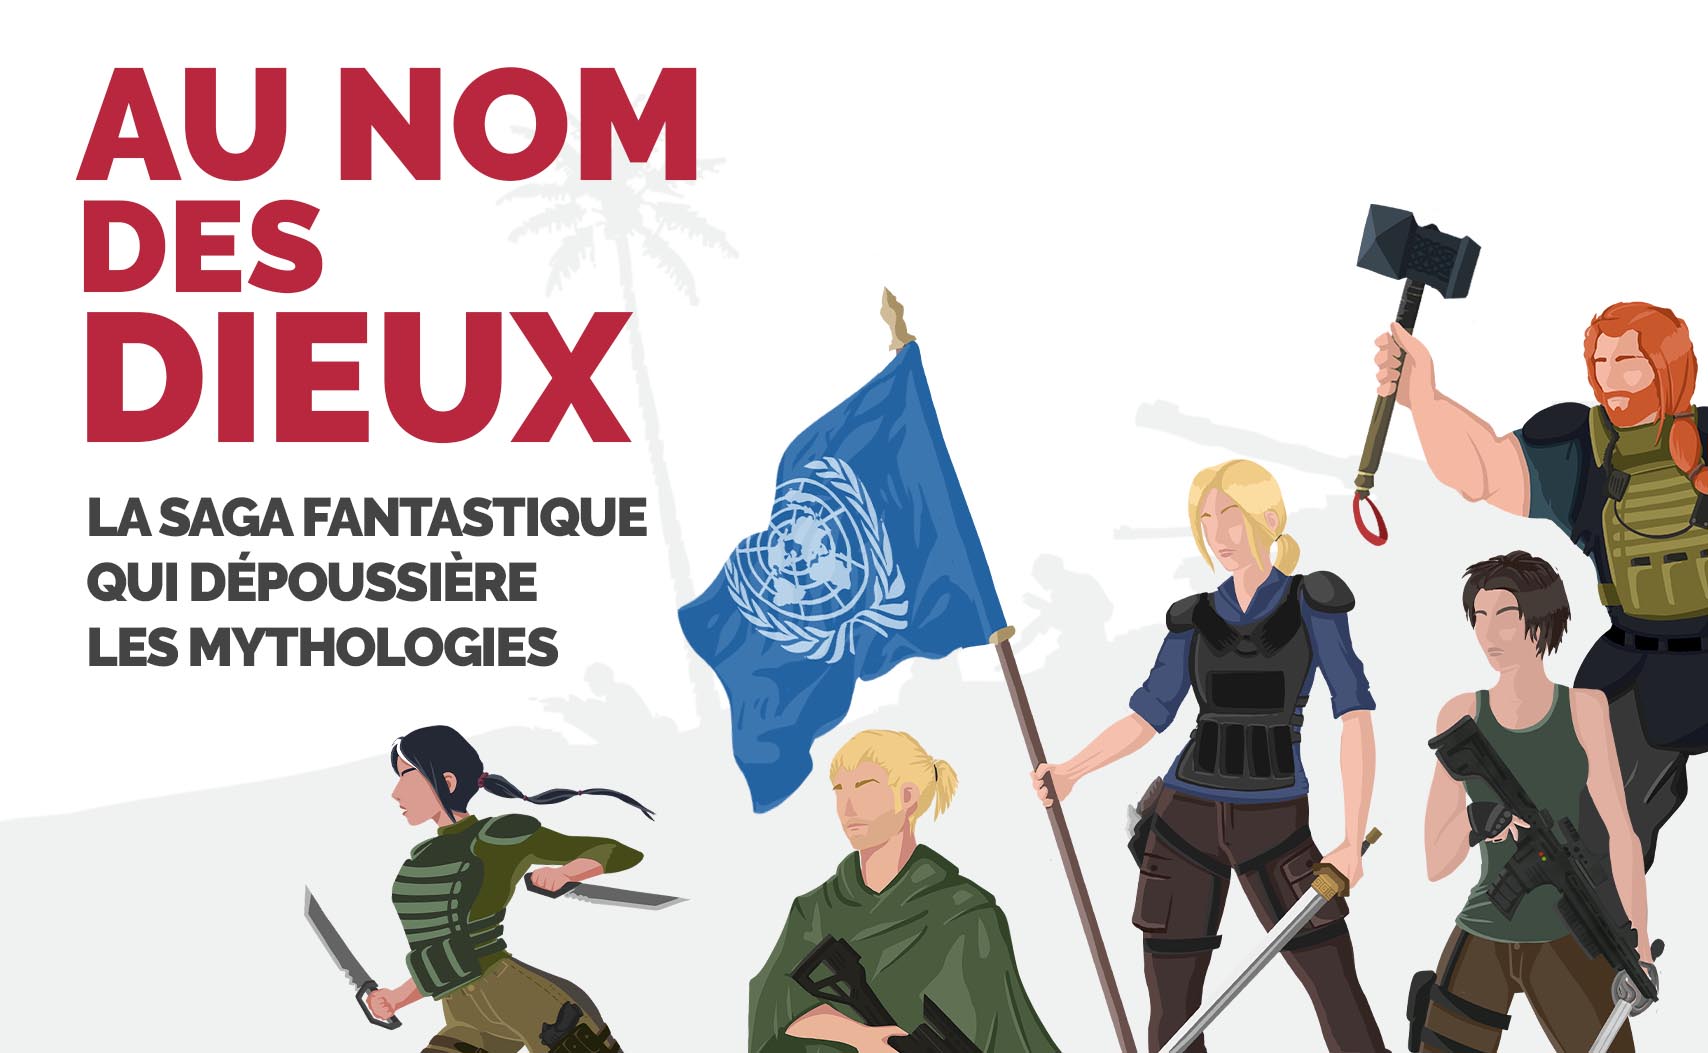 AU NOM
DES
DIEUX
LA SAGA FANTASTIQUE
QUI DÉPOUSSIÈRE
LES MYTHOLOGIES